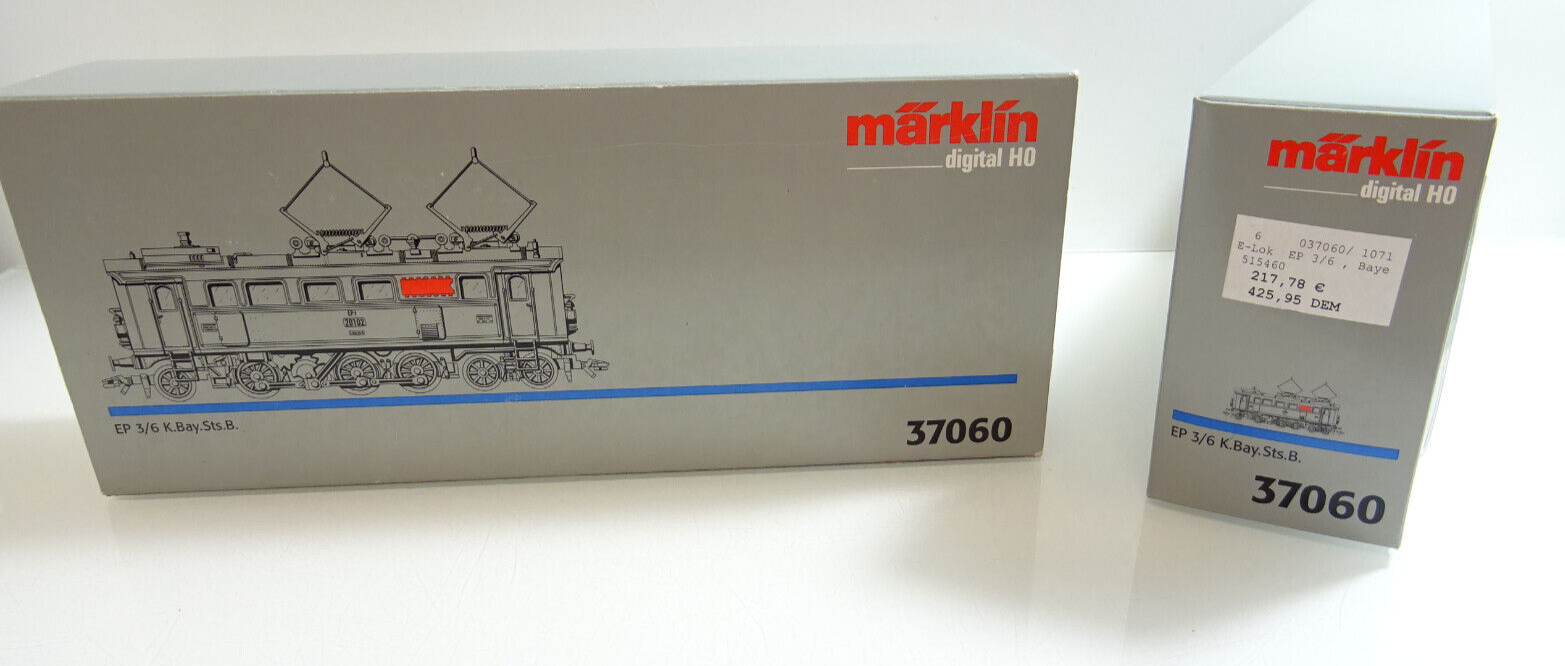 märklin
digital HO
20102
EP 3/6 K.Bay.Sts.B.
37060
märklin
digital HO
6 037060/ 1071
E-Lok EP 3/6 , Baye
515460
217,78 €
425,95 DEM
EP 3/6 K.Bay.Sts.B.
37060